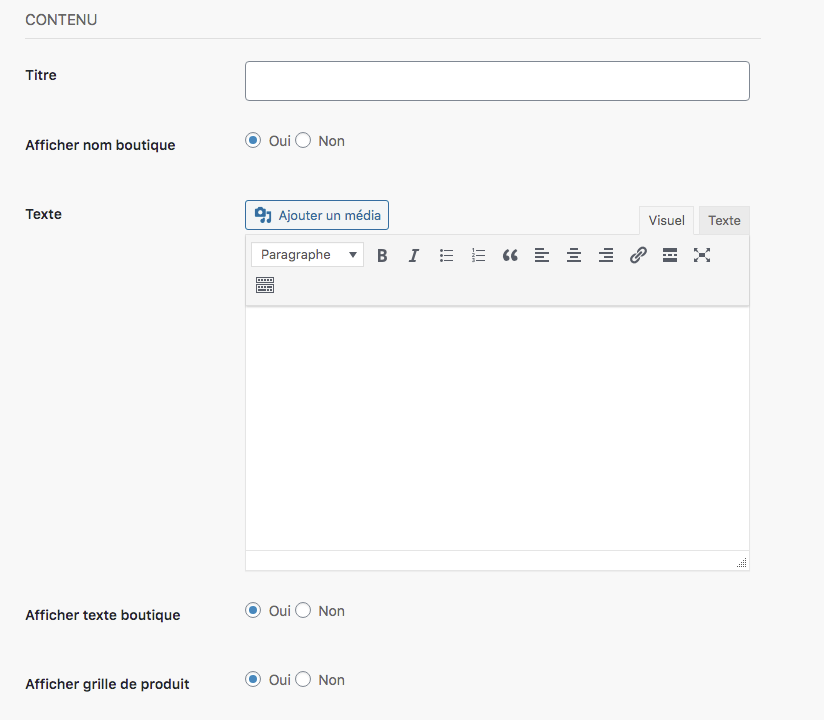 CONTENU
Titre
Afficher nom boutique
Oui Non
Texte
Ajouter un média
Visuel Texte
Paragraphe
Afficher texte boutique
Oui Non
Afficher grille de produit
Oui Non